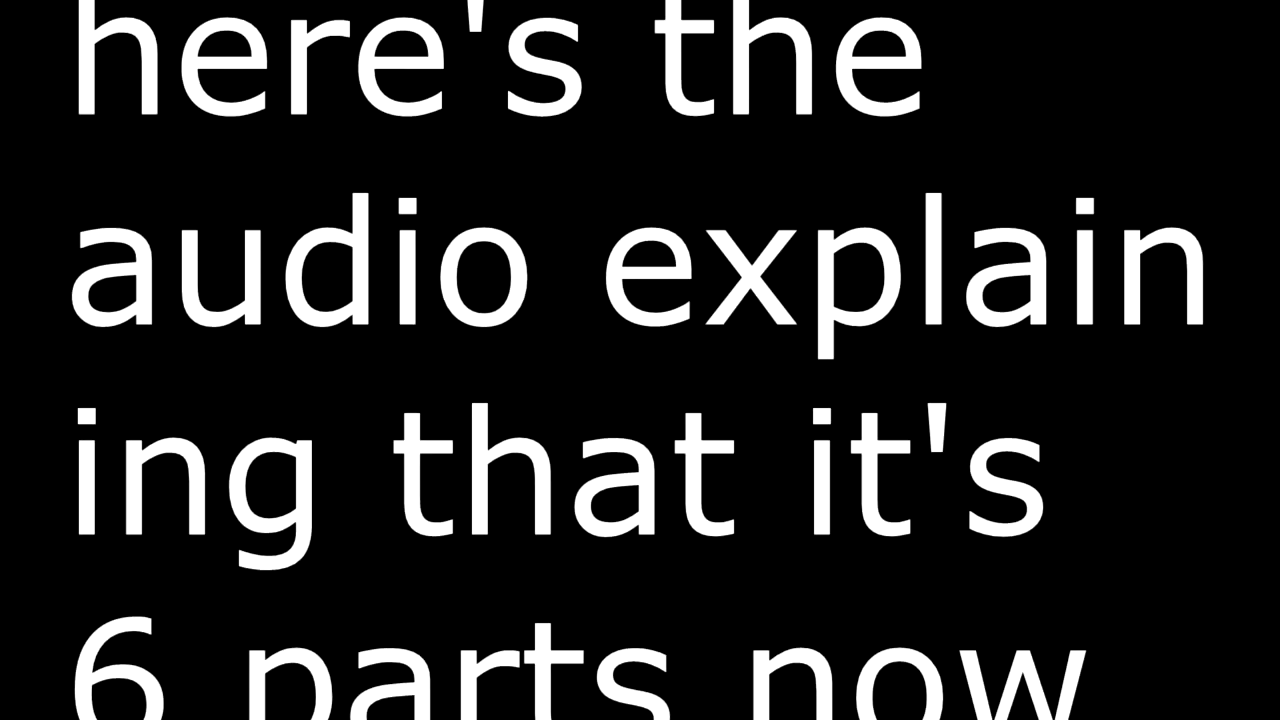 here's the
audio explain
ing that it's
6 parts now